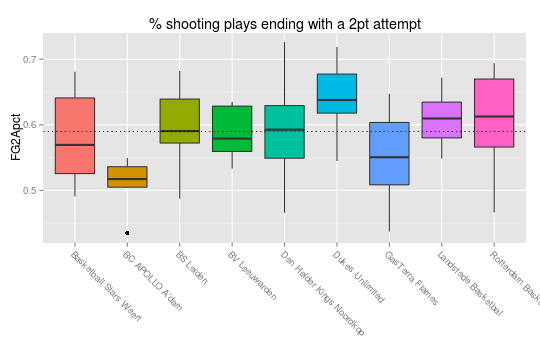 % shooting plays ending with a 2pt attempt
FG2Apct
0.7
0.6
0.5
Basketball Stars Weert
BC APOLLO A'dam
BS Leiden
BV Leeuwarden
Den Helder Kings Noordkop
Dukes Unlimited
GasTerra Flames
Landstede Basketbal
Rotterdam Bask